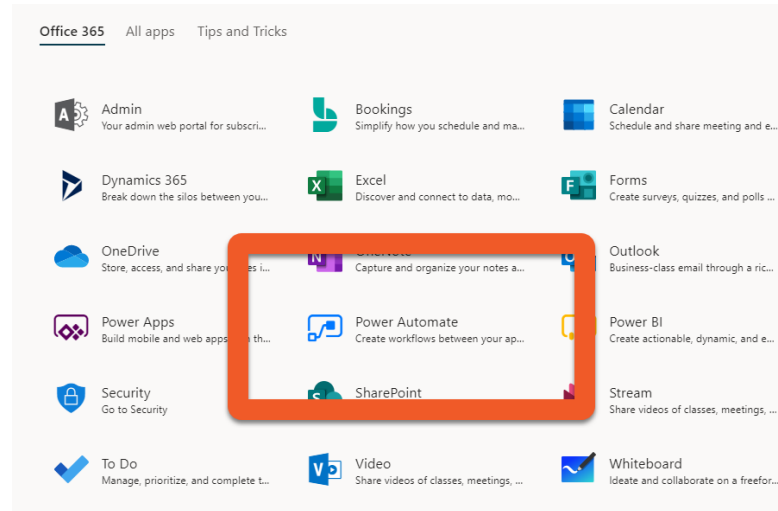 Office 365 All apps Tips and Tricks
Admin
Your admin web portal for subscri...
Bookings
Simplify how you schedule and ma...
Calendar
Schedule and share meeting and e...
Dynamics 365
Break down the silos between you...
Excel
Discover and connect to data, mo...
Forms
Create surveys, quizzes, and polls ...
OneDrive
Store, access, and share
OneNote
Capture and organize your notes a...
Outlook
Business-class email through a ric...
Power Apps
Build mobile and web apps
Power Automate
Create workflows between your ap...
Power BI
Create actionable, dynamic, and e...
Security
Go to Security
SharePoint
Stream
Share videos of classes, meetings, ...
To Do
Manage, prioritize, and complete t...
Video
Share videos of classes, meetings, ...
Whiteboard
Ideate and collaborate on a freefor...